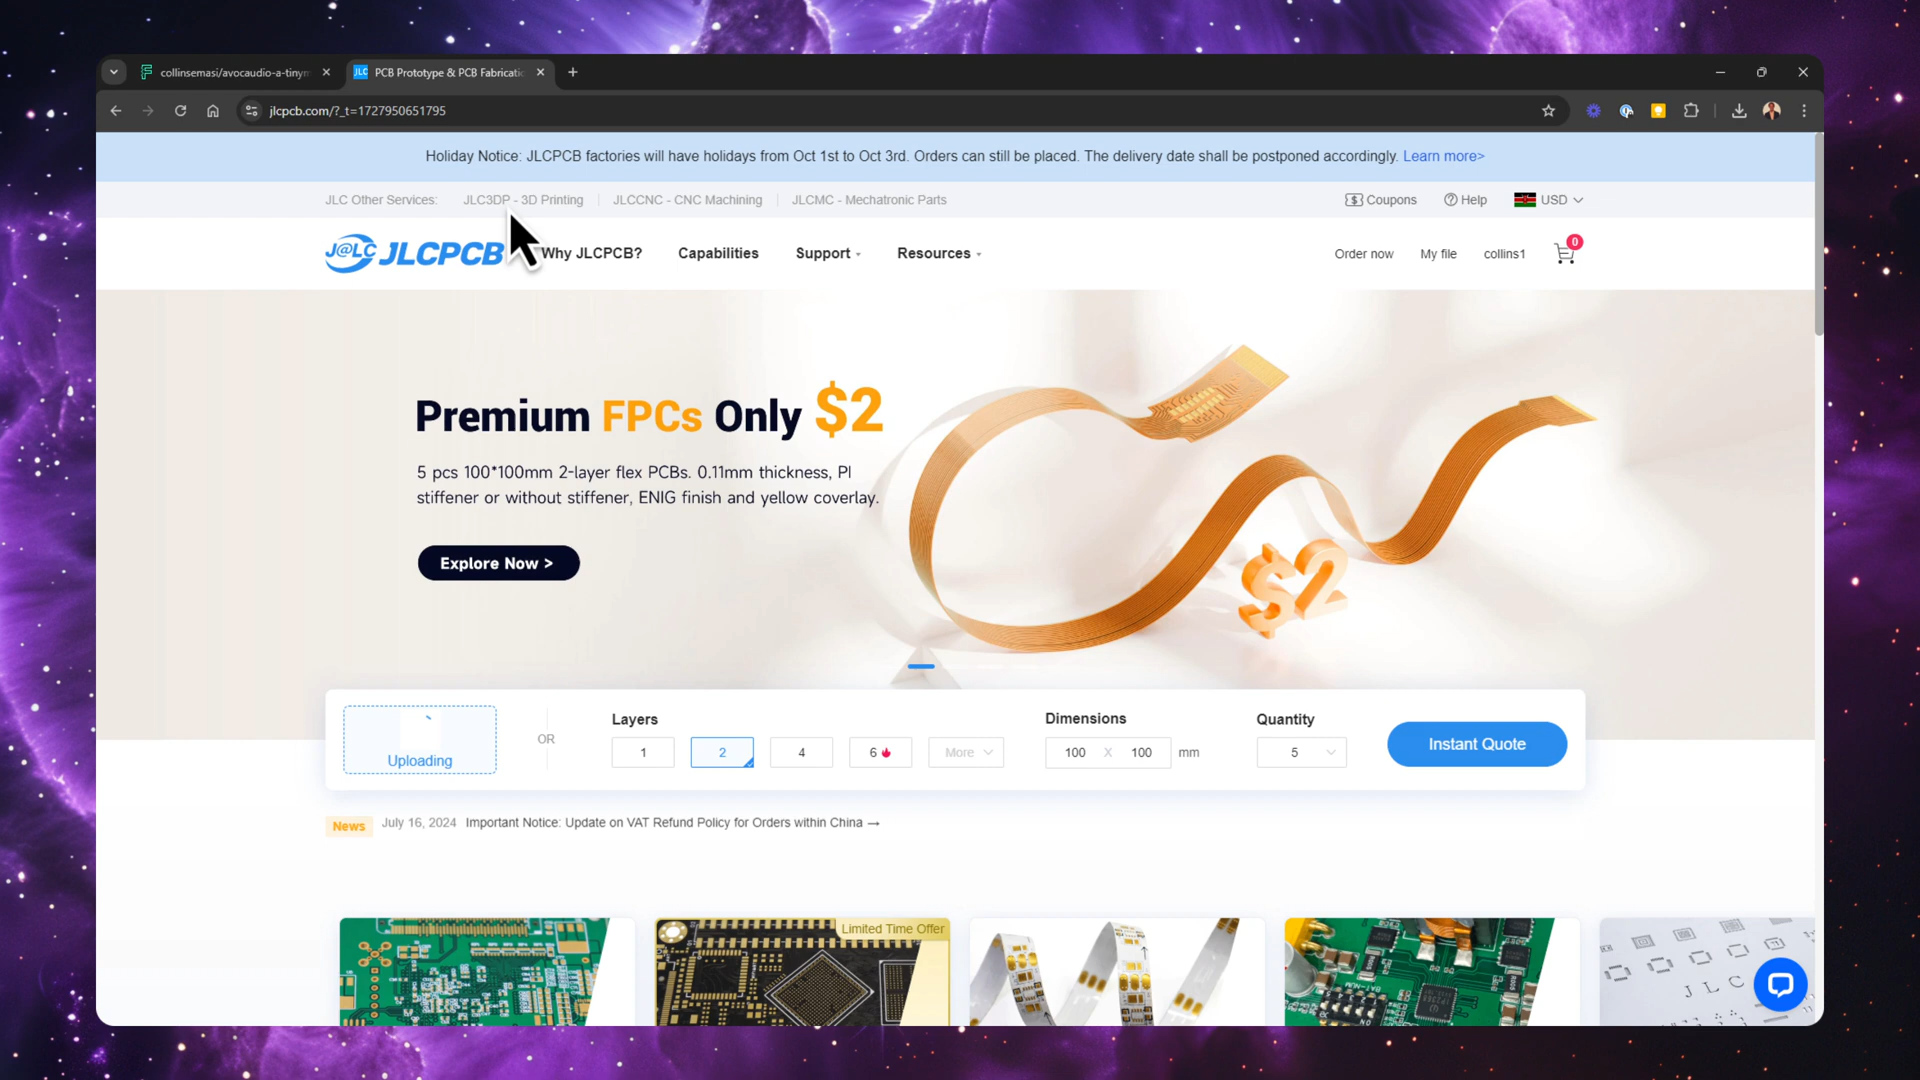 collinsemasi/avocaudio-a-tinym
JLC PCB Prototype & PCB Fabricatic
jlcpcb.com/?_t=1727950651795
Holiday Notice: JLCPCB factories will have holidays from Oct 1st to Oct 3rd. Orders can still be placed. The delivery date shall be postponed accordingly. Learn more>
JLC Other Services: JLC3DP - 3D Printing JLCCNC - CNC Machining JLCMC - Mechatronic Parts Coupons Help USD
J@LC JLCPCB Why JLCPCB? Capabilities Support Resources Order now My file collins1 0
Premium FPCs Only $2
5 pcs 100*100mm 2-layer flex PCBs. 0.11mm thickness, PI
stiffener or without stiffener, ENIG finish and yellow coverlay.
Explore Now >
$2
Layers Dimensions Quantity
Uploading OR 1 2 4 6 More 100 X 100 mm 5 Instant Quote
News July 16, 2024 Important Notice: Update on VAT Refund Policy for Orders within China →
Limited Time Offer
J L C